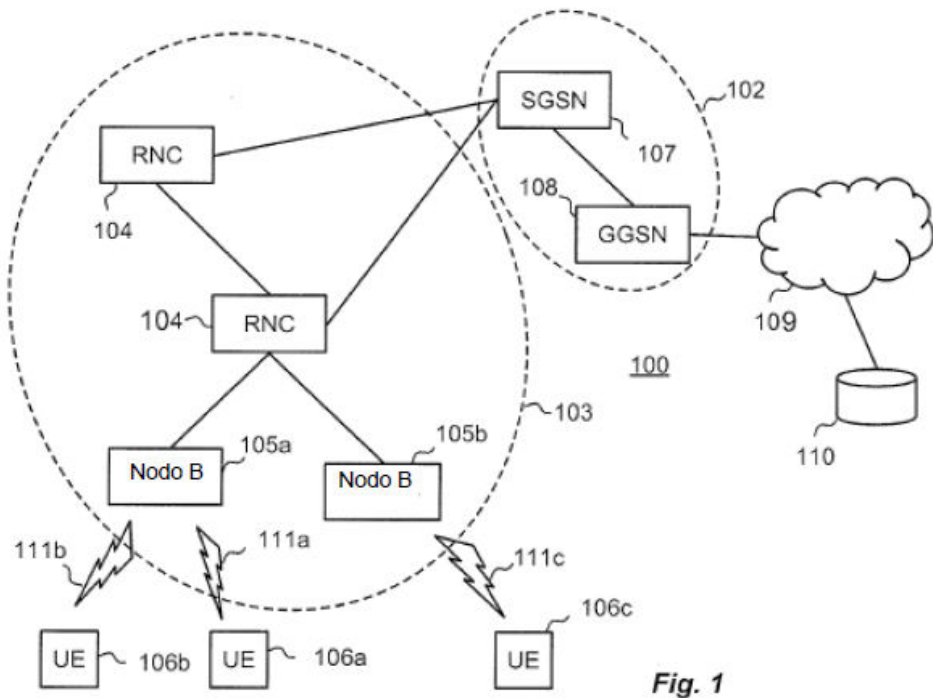 SGSN
102
RNC
107
104
108
GGSN
104
RNC
109
100
103
105a
105b
Nodo B
Nodo B
110
111b
111a
111c
106c
UE
106b
UE
106a
UE
Fig. 1